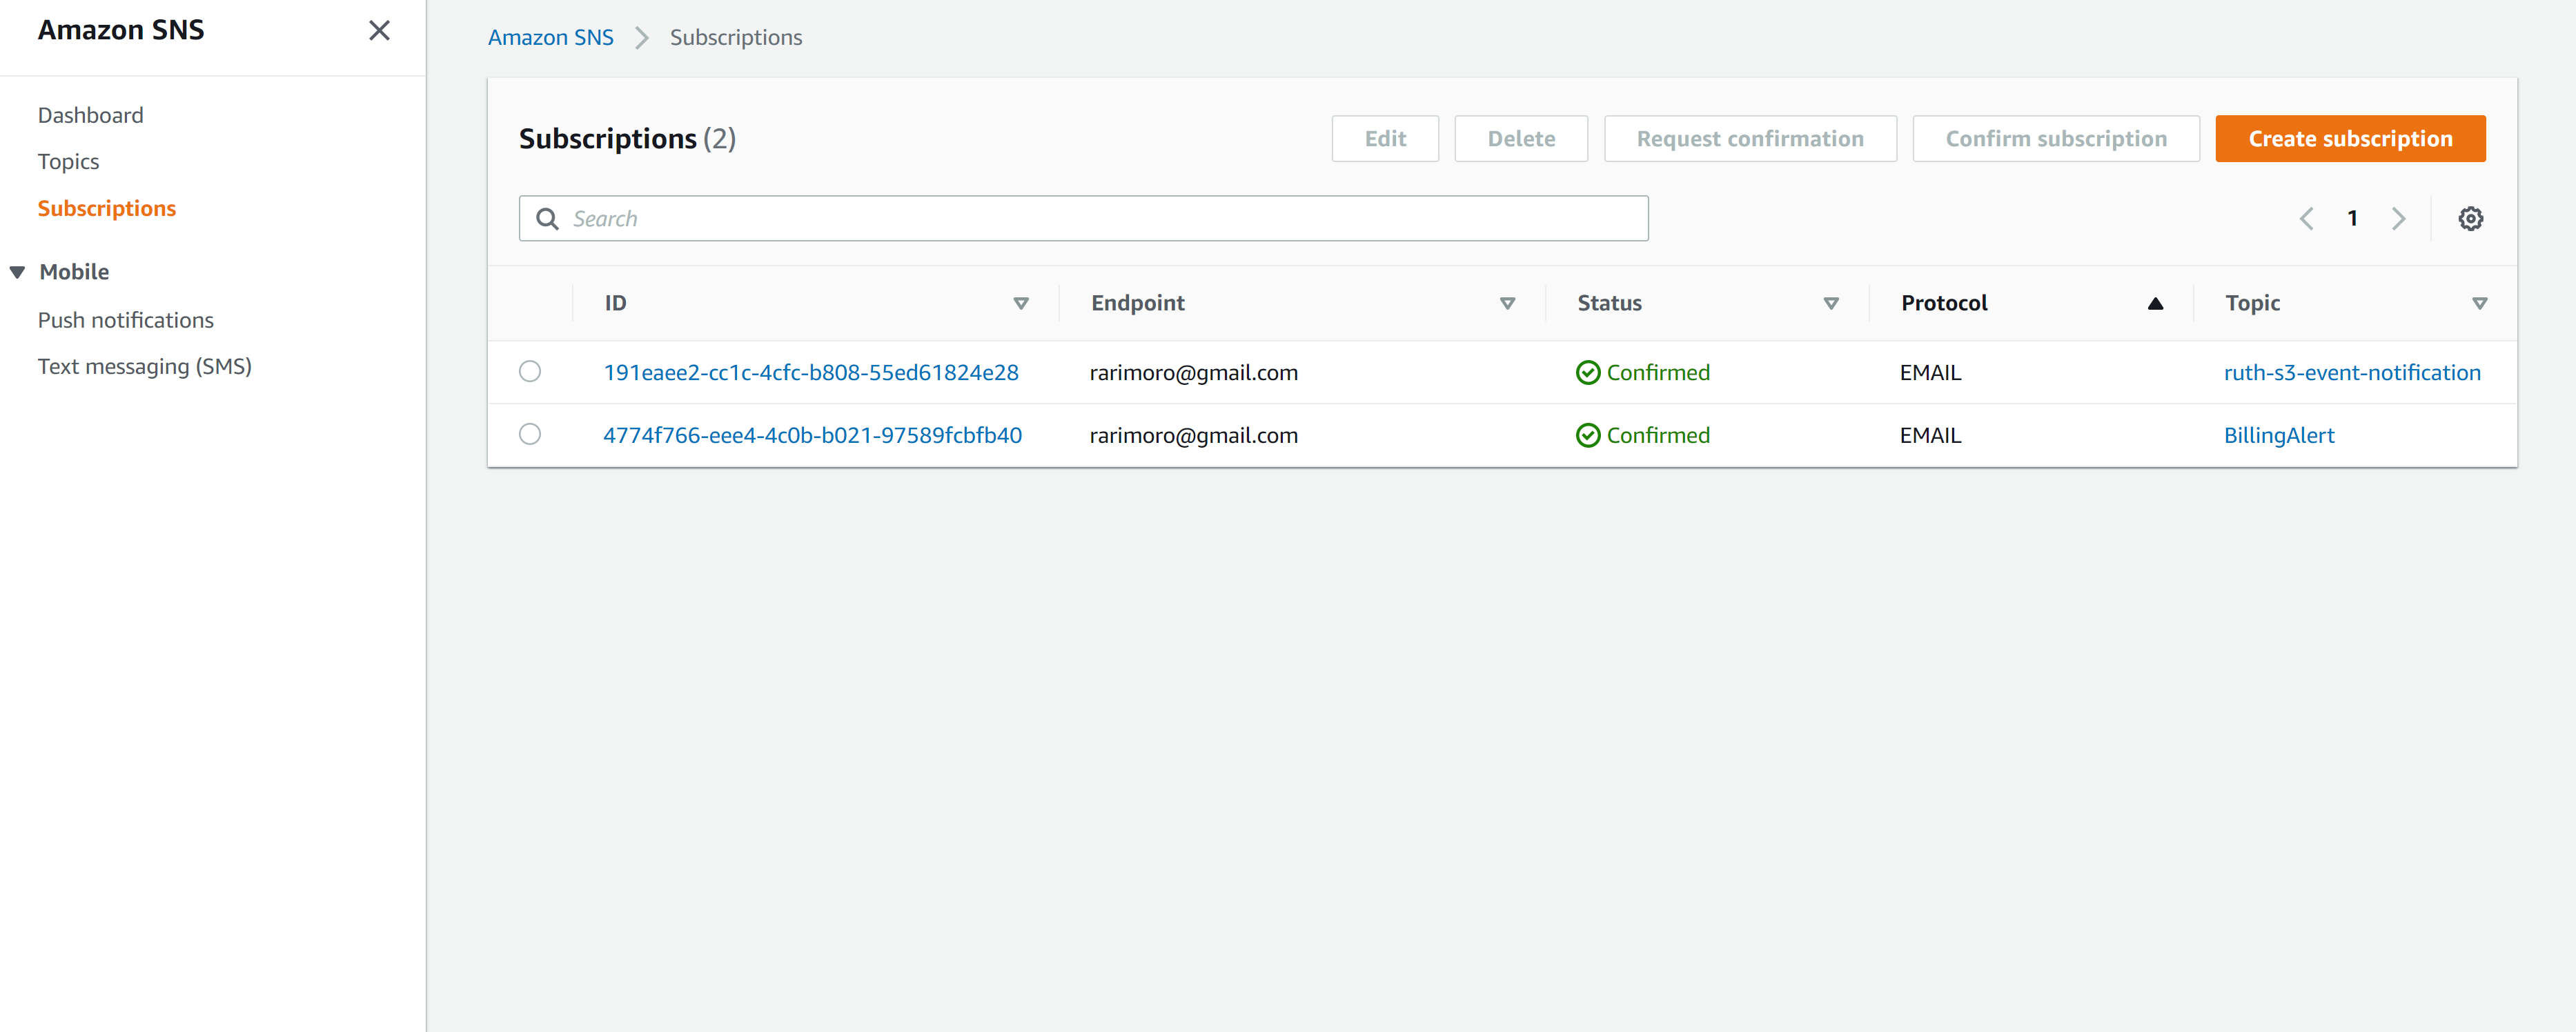 Amazon SNS
Dashboard
Topics
Subscriptions
Mobile
Push notifications
Text messaging (SMS)
Amazon SNS Subscriptions
Subscriptions (2) Edit Delete Request confirmation Confirm subscription Create subscription
Search 1
ID Endpoint Status Protocol Topic
191eaee2-cc1c-4cfc-b808-55ed61824e28 rarimoro@gmail.com Confirmed EMAIL ruth-s3-event-notification
4774f766-eee4-4c0b-b021-97589fcbfb40 rarimoro@gmail.com Confirmed EMAIL BillingAlert